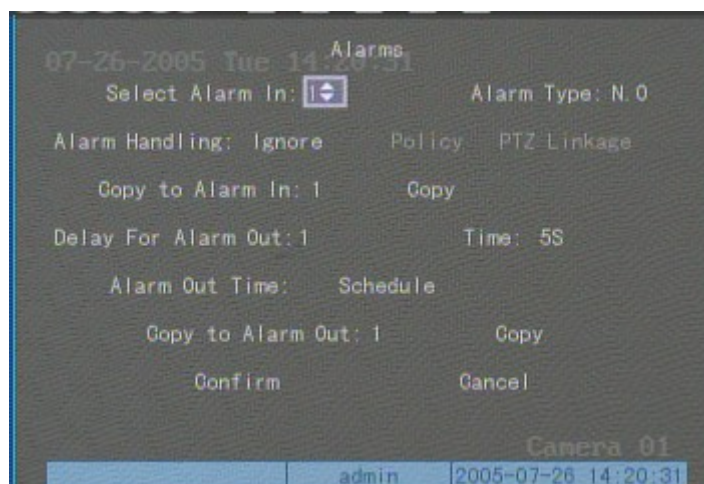 Alarms
07-26-2005 Tue 14:20:31
Select Alarm In: 1 Alarm Type: N.O
Alarm Handling: Ignore Policy PTZ Linkage
Copy to Alarm In: 1 Copy
Delay For Alarm Out: 1 Time: 5S
Alarm Out Time: Schedule
Copy to Alarm Out: 1 Copy
Confirm Cancel
Camera 01
admin 2005-07-26 14:20:31